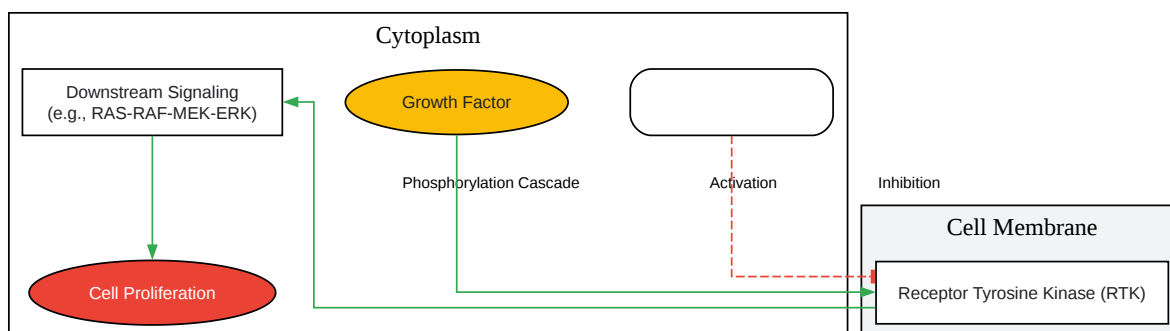 Cytoplasm
Downstream Signaling
(e.g., RAS-RAF-MEK-ERK)
Growth Factor
Phosphorylation Cascade
Activation
Inhibition
Cell Membrane
Cell Proliferation
Receptor Tyrosine Kinase (RTK)